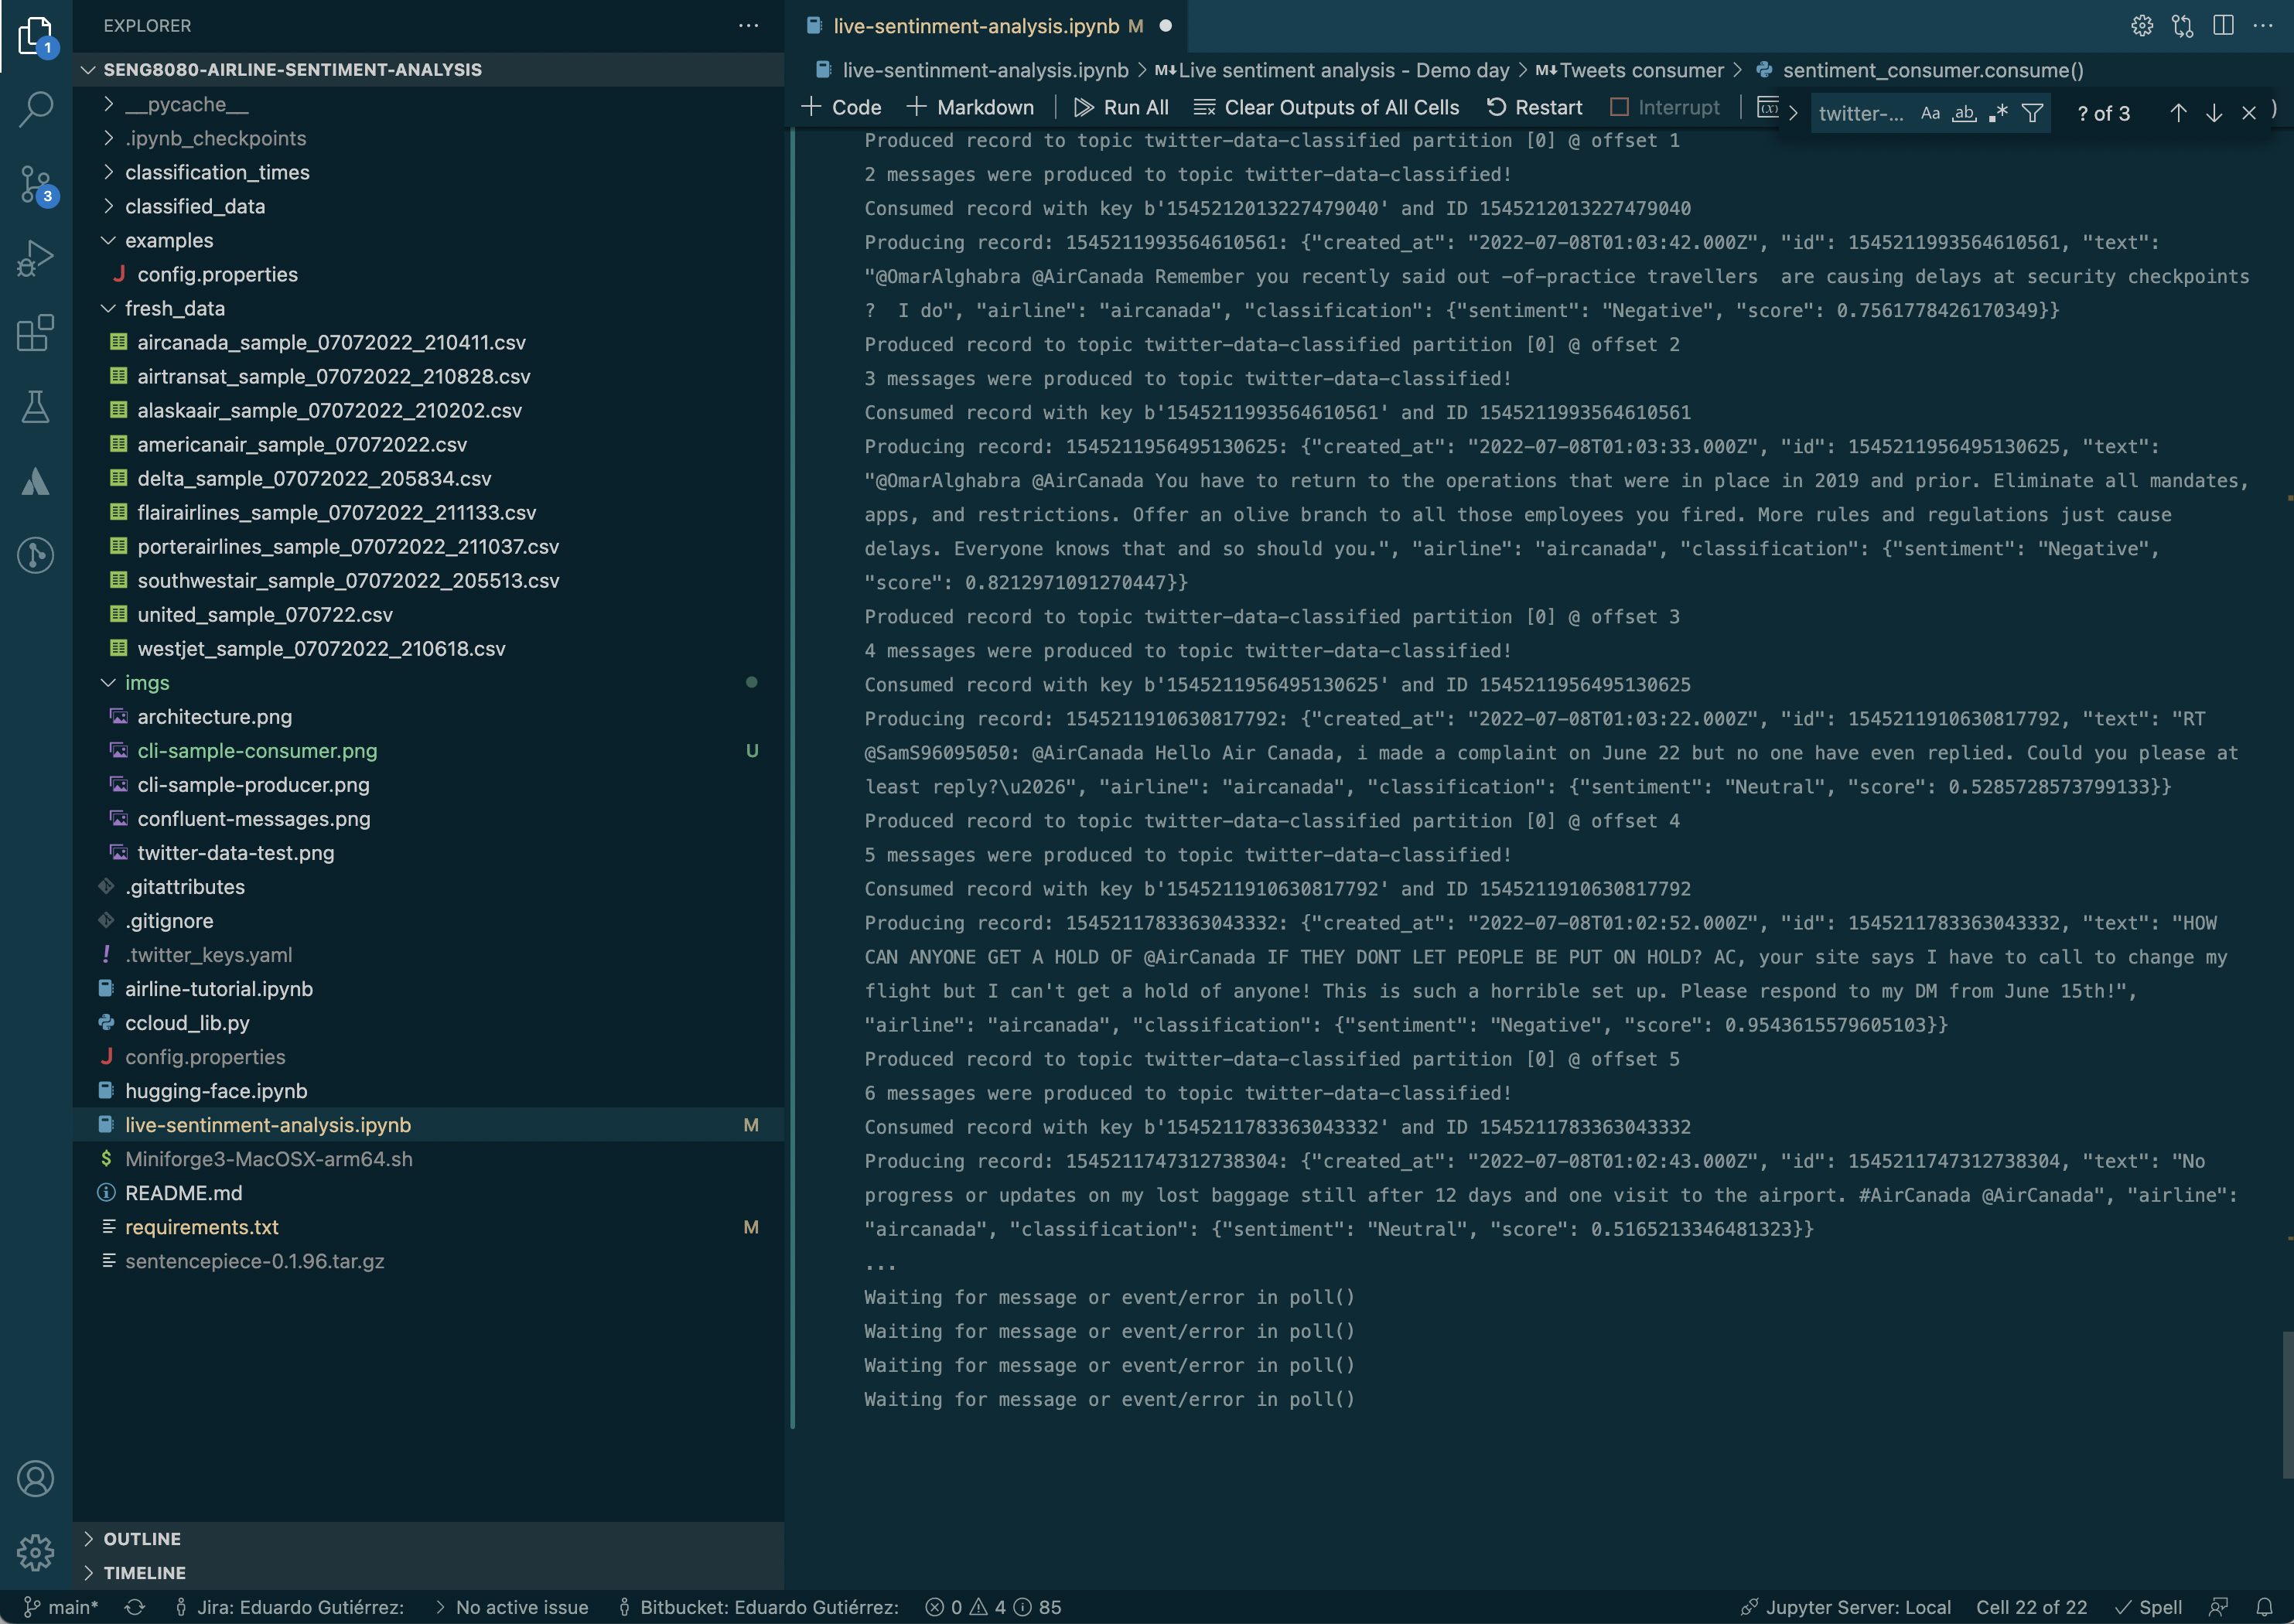 EXPLORER
SENG8080-AIRLINE-SENTIMENT-ANALYSIS
__pycache__
.ipynb_checkpoints
classification_times
classified_data
examples
config.properties
fresh_data
aircanada_sample_07072022_210411.csv
airtransat_sample_07072022_210828.csv
alaskaair_sample_07072022_210202.csv
americanair_sample_07072022.csv
delta_sample_07072022_205834.csv
flairairlines_sample_07072022_211133.csv
porterairlines_sample_07072022_211037.csv
southwestair_sample_07072022_205513.csv
united_sample_070722.csv
westjet_sample_07072022_210618.csv
imgs
architecture.png
cli-sample-consumer.png U
cli-sample-producer.png
confluent-messages.png
twitter-data-test.png
.gitattributes
.gitignore
.twitter_keys.yaml
airline-tutorial.ipynb
ccloud_lib.py
config.properties
hugging-face.ipynb
live-sentinment-analysis.ipynb M
Miniforge3-MacOSX-arm64.sh
README.md
requirements.txt M
sentencepiece-0.1.96.tar.gz
OUTLINE
TIMELINE
1
3
live-sentinment-analysis.ipynb M
live-sentinment-analysis.ipynb > M↓Live sentiment analysis - Demo day > M↓Tweets consumer > sentiment_consumer.consume()
+ Code + Markdown Run All Clear Outputs of All Cells Restart Interrupt
twitter-... Aa ab .* ? of 3
Produced record to topic twitter-data-classified partition [0] @ offset 1
2 messages were produced to topic twitter-data-classified!
Consumed record with key b'1545212013227479040' and ID 1545212013227479040
Producing record: 1545211993564610561: {"created_at": "2022-07-08T01:03:42.000Z", "id": 1545211993564610561, "text":
"@OmarAlghabra @AirCanada Remember you recently said out -of-practice travellers  are causing delays at security checkpoints
?  I do", "airline": "aircanada", "classification": {"sentiment": "Negative", "score": 0.7561778426170349}}
Produced record to topic twitter-data-classified partition [0] @ offset 2
3 messages were produced to topic twitter-data-classified!
Consumed record with key b'1545211993564610561' and ID 1545211993564610561
Producing record: 1545211956495130625: {"created_at": "2022-07-08T01:03:33.000Z", "id": 1545211956495130625, "text":
"@OmarAlghabra @AirCanada You have to return to the operations that were in place in 2019 and prior. Eliminate all mandates,
apps, and restrictions. Offer an olive branch to all those employees you fired. More rules and regulations just cause
delays. Everyone knows that and so should you.", "airline": "aircanada", "classification": {"sentiment": "Negative",
"score": 0.8212971091270447}}
Produced record to topic twitter-data-classified partition [0] @ offset 3
4 messages were produced to topic twitter-data-classified!
Consumed record with key b'1545211956495130625' and ID 1545211956495130625
Producing record: 1545211910630817792: {"created_at": "2022-07-08T01:03:22.000Z", "id": 1545211910630817792, "text": "RT
@SamS96095050: @AirCanada Hello Air Canada, i made a complaint on June 22 but no one have even replied. Could you please at
least reply?\u2026", "airline": "aircanada", "classification": {"sentiment": "Neutral", "score": 0.5285728573799133}}
Produced record to topic twitter-data-classified partition [0] @ offset 4
5 messages were produced to topic twitter-data-classified!
Consumed record with key b'1545211910630817792' and ID 1545211910630817792
Producing record: 1545211783363043332: {"created_at": "2022-07-08T01:02:52.000Z", "id": 1545211783363043332, "text": "HOW
CAN ANYONE GET A HOLD OF @AirCanada IF THEY DONT LET PEOPLE BE PUT ON HOLD? AC, your site says I have to call to change my
flight but I can't get a hold of anyone! This is such a horrible set up. Please respond to my DM from June 15th!",
"airline": "aircanada", "classification": {"sentiment": "Negative", "score": 0.9543615579605103}}
Produced record to topic twitter-data-classified partition [0] @ offset 5
6 messages were produced to topic twitter-data-classified!
Consumed record with key b'1545211783363043332' and ID 1545211783363043332
Producing record: 1545211747312738304: {"created_at": "2022-07-08T01:02:43.000Z", "id": 1545211747312738304, "text": "No
progress or updates on my lost baggage still after 12 days and one visit to the airport. #AirCanada @AirCanada", "airline":
"aircanada", "classification": {"sentiment": "Neutral", "score": 0.5165213346481323}}
...
Waiting for message or event/error in poll()
Waiting for message or event/error in poll()
Waiting for message or event/error in poll()
Waiting for message or event/error in poll()
main* Jira: Eduardo Gutiérrez: > No active issue Bitbucket: Eduardo Gutiérrez: 0 4 85 Jupyter Server: Local Cell 22 of 22 Spell